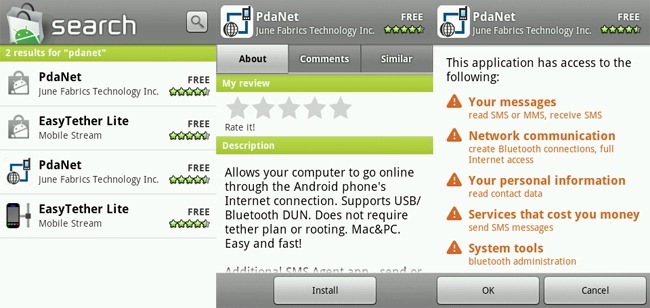 search
2 results for "pdanet"
PdaNet
FREE
June Fabrics Technology Inc.
EasyTether Lite
FREE
Mobile Stream
PdaNet
FREE
June Fabrics Technology Inc.
EasyTether Lite
FREE
Mobile Stream
PdaNet
FREE
June Fabrics Technology Inc.
About
Comments
Similar
My review
Rate it!
Description
Allows your computer to go online
through the Android phone's
Internet connection. Supports USB/
Bluetooth DUN. Does not require
tether plan or rooting. Mac&PC.
Easy and fast!
Additional SMS Agent app - send or
Install
PdaNet
FREE
June Fabrics Technology Inc.
This application has access to the
following:
Your messages
read SMS or MMS, receive SMS
Network communication
create Bluetooth connections, full
Internet access
Your personal information
read contact data
Services that cost you money
send SMS messages
System tools
bluetooth administration
OK
Cancel